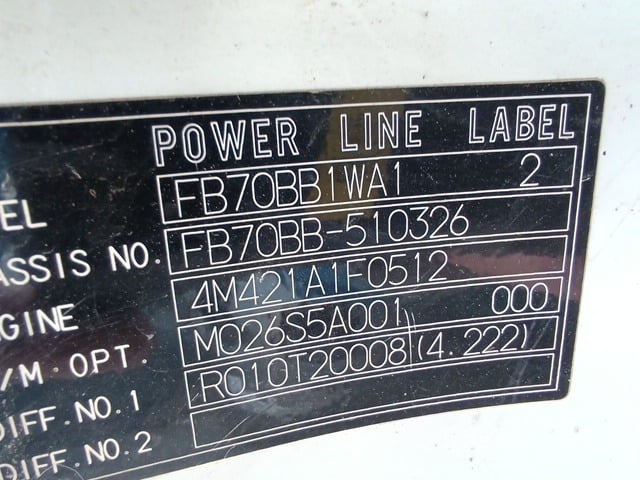 POWER LINE LABEL
EL FB70BB1WA1 2
ASSIS NO. FB70BB-510326
GINE 4M421A1F0512
/M OPT. M026S5A001 000
DIFF.NO.1 R010T20008 (4.222)
DIFF.NO.2